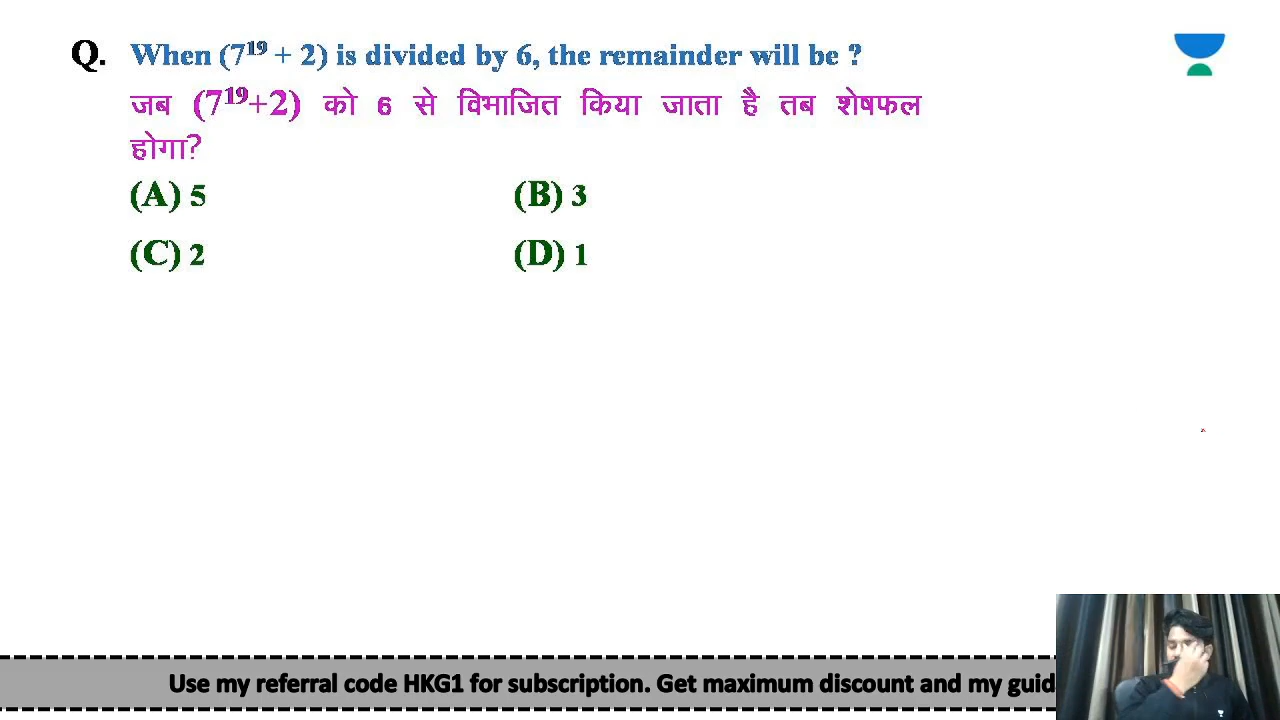 Q. When (7¹⁹ + 2) is divided by 6, the remainder will be ?
जब (7¹⁹+2) को 6 से विभाजित किया जाता है तब शेषफल
होगा?
(A) 5 (B) 3
(C) 2 (D) 1
Use my referral code HKG1 for subscription. Get maximum discount and my guid